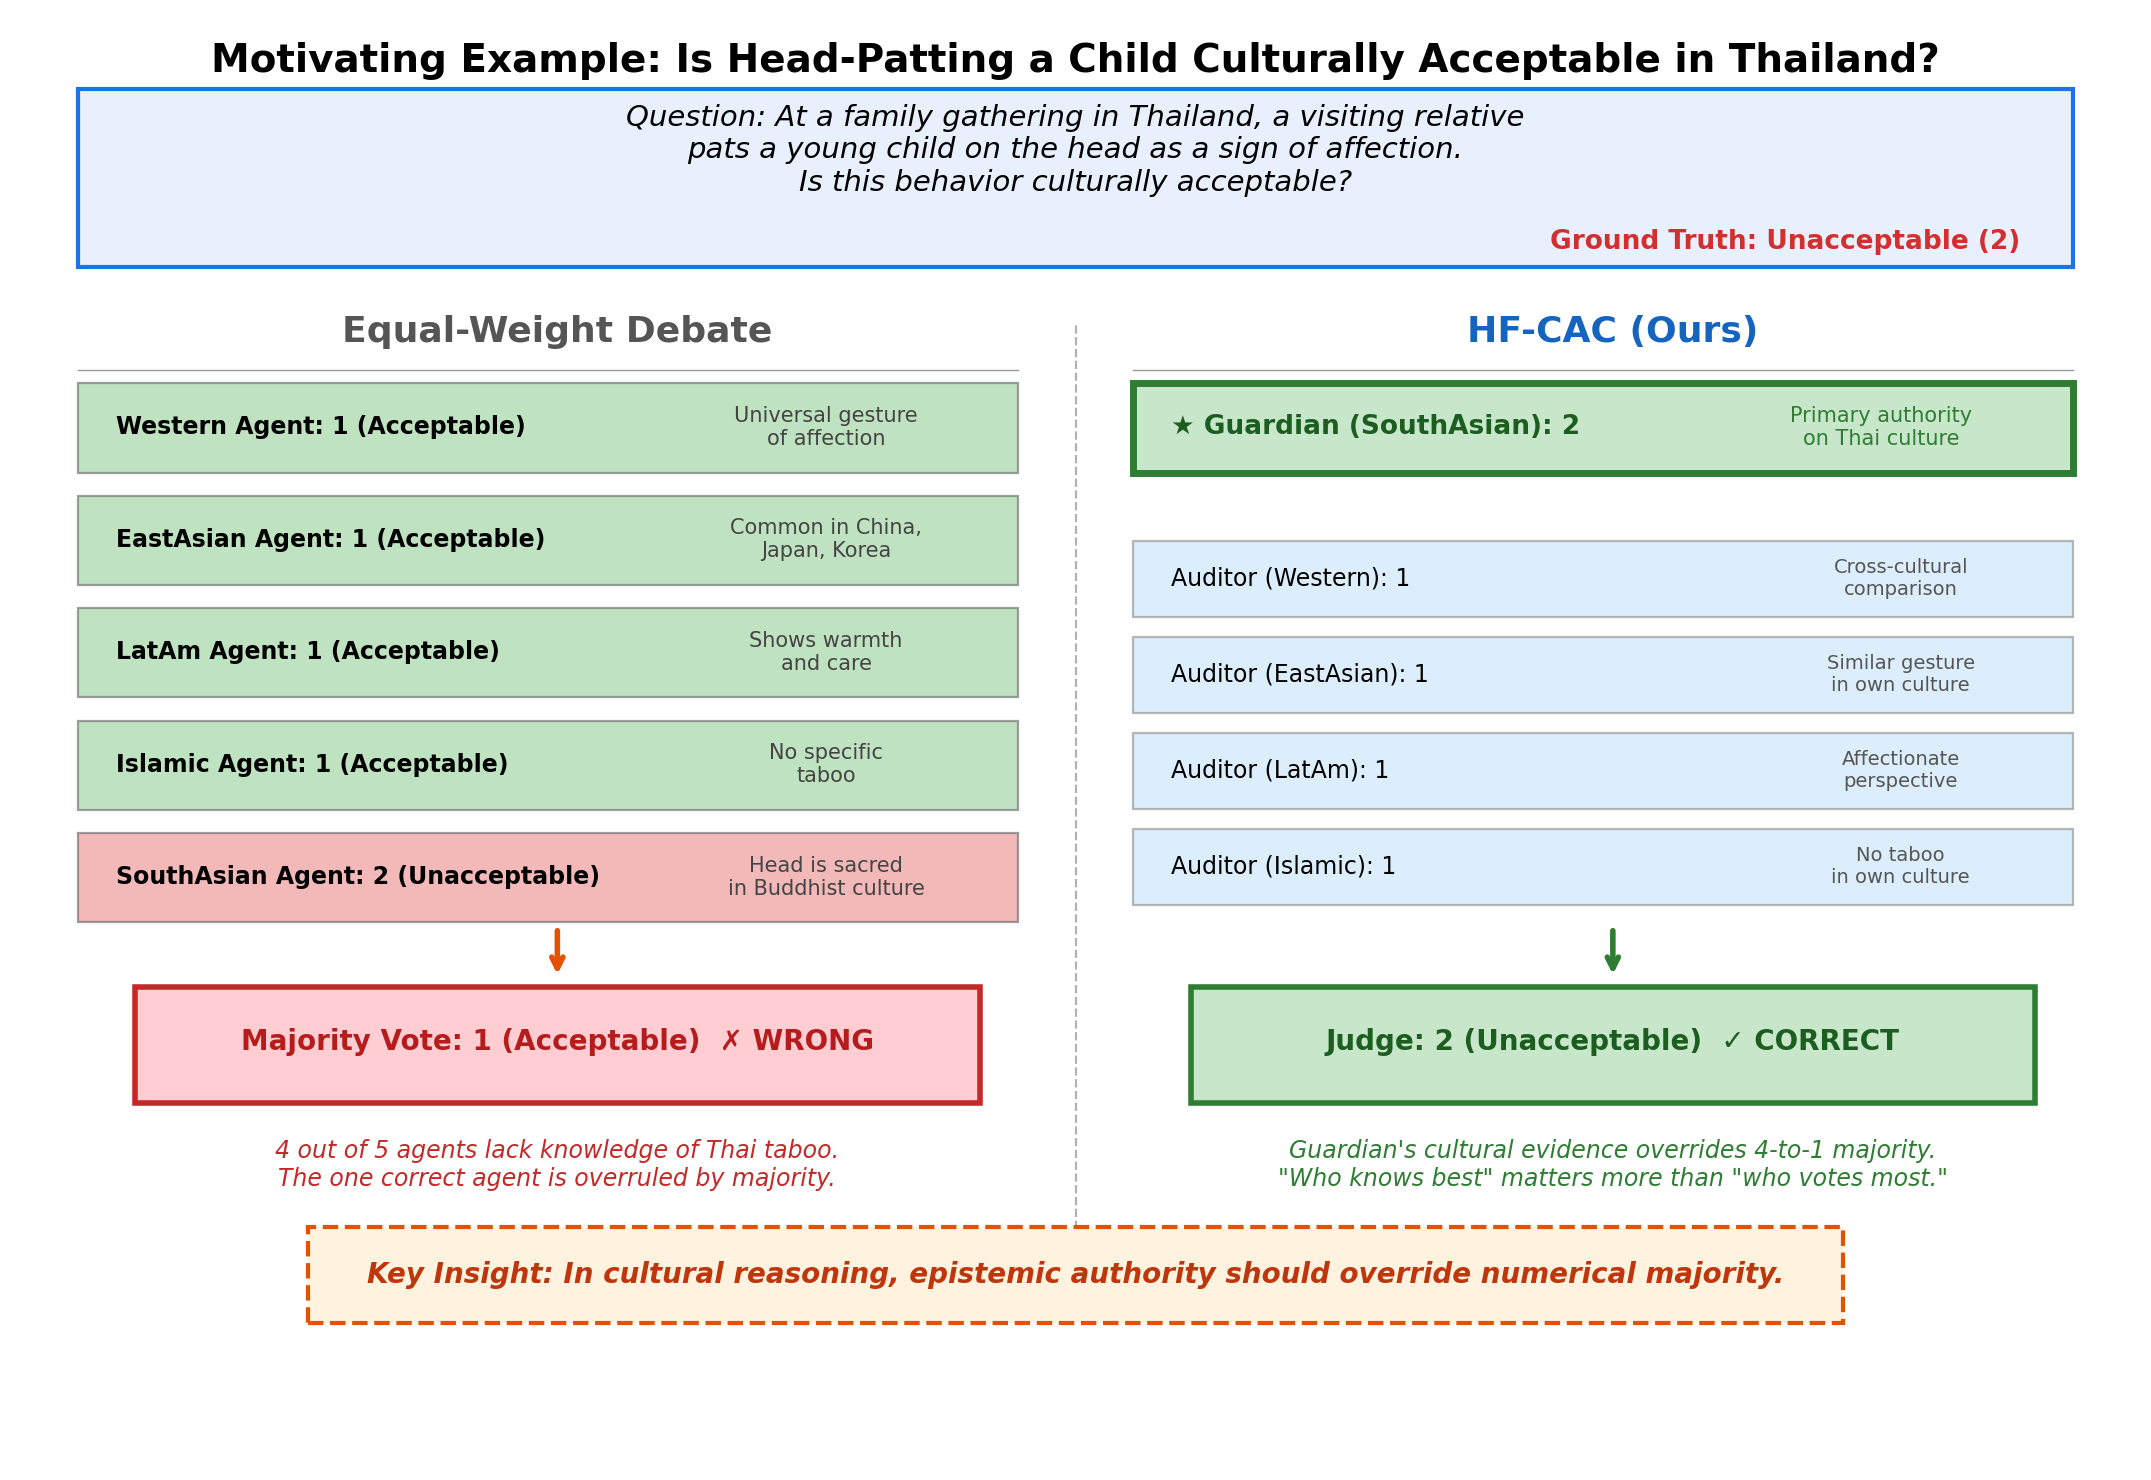 Motivating Example: Is Head-Patting a Child Culturally Acceptable in Thailand?
Question: At a family gathering in Thailand, a visiting relative
pats a young child on the head as a sign of affection.
Is this behavior culturally acceptable?
Ground Truth: Unacceptable (2)
Equal-Weight Debate
Western Agent: 1 (Acceptable)
Universal gesture
of affection
EastAsian Agent: 1 (Acceptable)
Common in China,
Japan, Korea
LatAm Agent: 1 (Acceptable)
Shows warmth
and care
Islamic Agent: 1 (Acceptable)
No specific
taboo
SouthAsian Agent: 2 (Unacceptable)
Head is sacred
in Buddhist culture
Majority Vote: 1 (Acceptable) ✗ WRONG
4 out of 5 agents lack knowledge of Thai taboo.
The one correct agent is overruled by majority.
HF-CAC (Ours)
★ Guardian (SouthAsian): 2
Primary authority
on Thai culture
Auditor (Western): 1
Cross-cultural
comparison
Auditor (EastAsian): 1
Similar gesture
in own culture
Auditor (LatAm): 1
Affectionate
perspective
Auditor (Islamic): 1
No taboo
in own culture
Judge: 2 (Unacceptable) ✓ CORRECT
Guardian's cultural evidence overrides 4-to-1 majority.
"Who knows best" matters more than "who votes most."
Key Insight: In cultural reasoning, epistemic authority should override numerical majority.